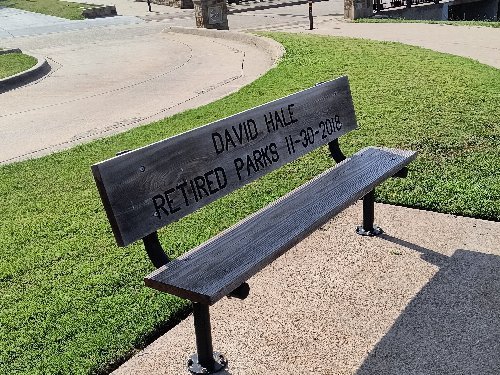 DAVID HALE
RETIRED PARKS 11-30-2018